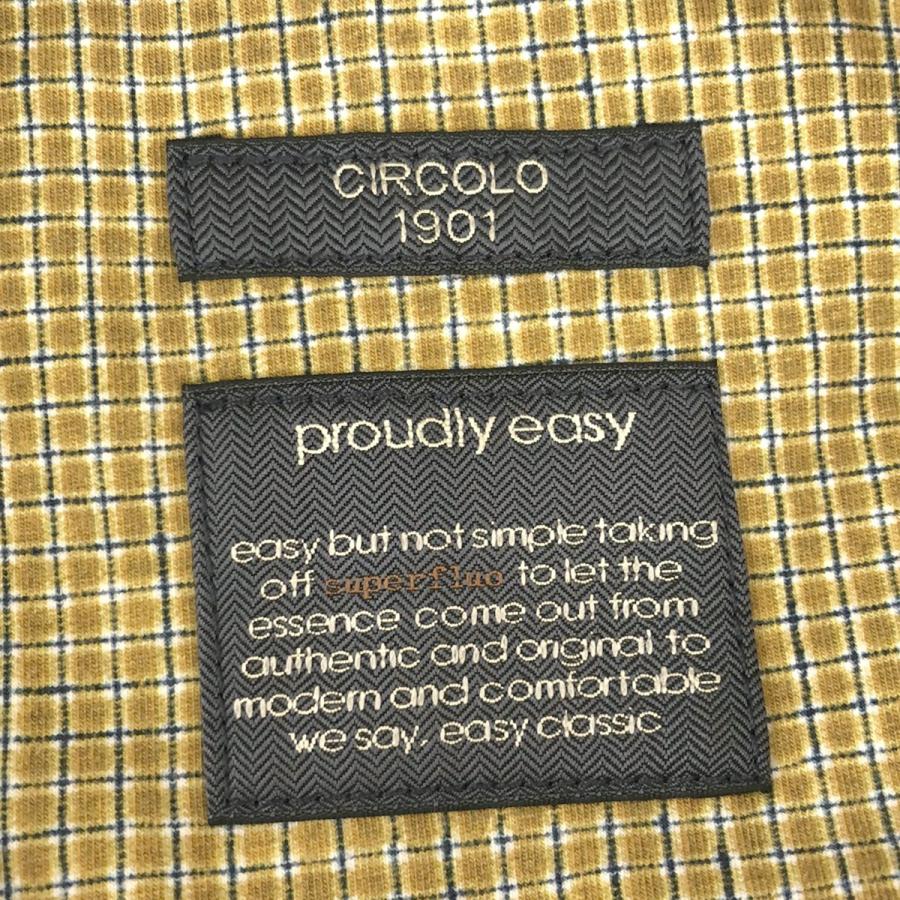 CIRCOLO
1901
proudly easy
easy but not simple taking
off superfluo to let the
essence come out from
authentic and original to
modern and comfortable
we say, easy classic